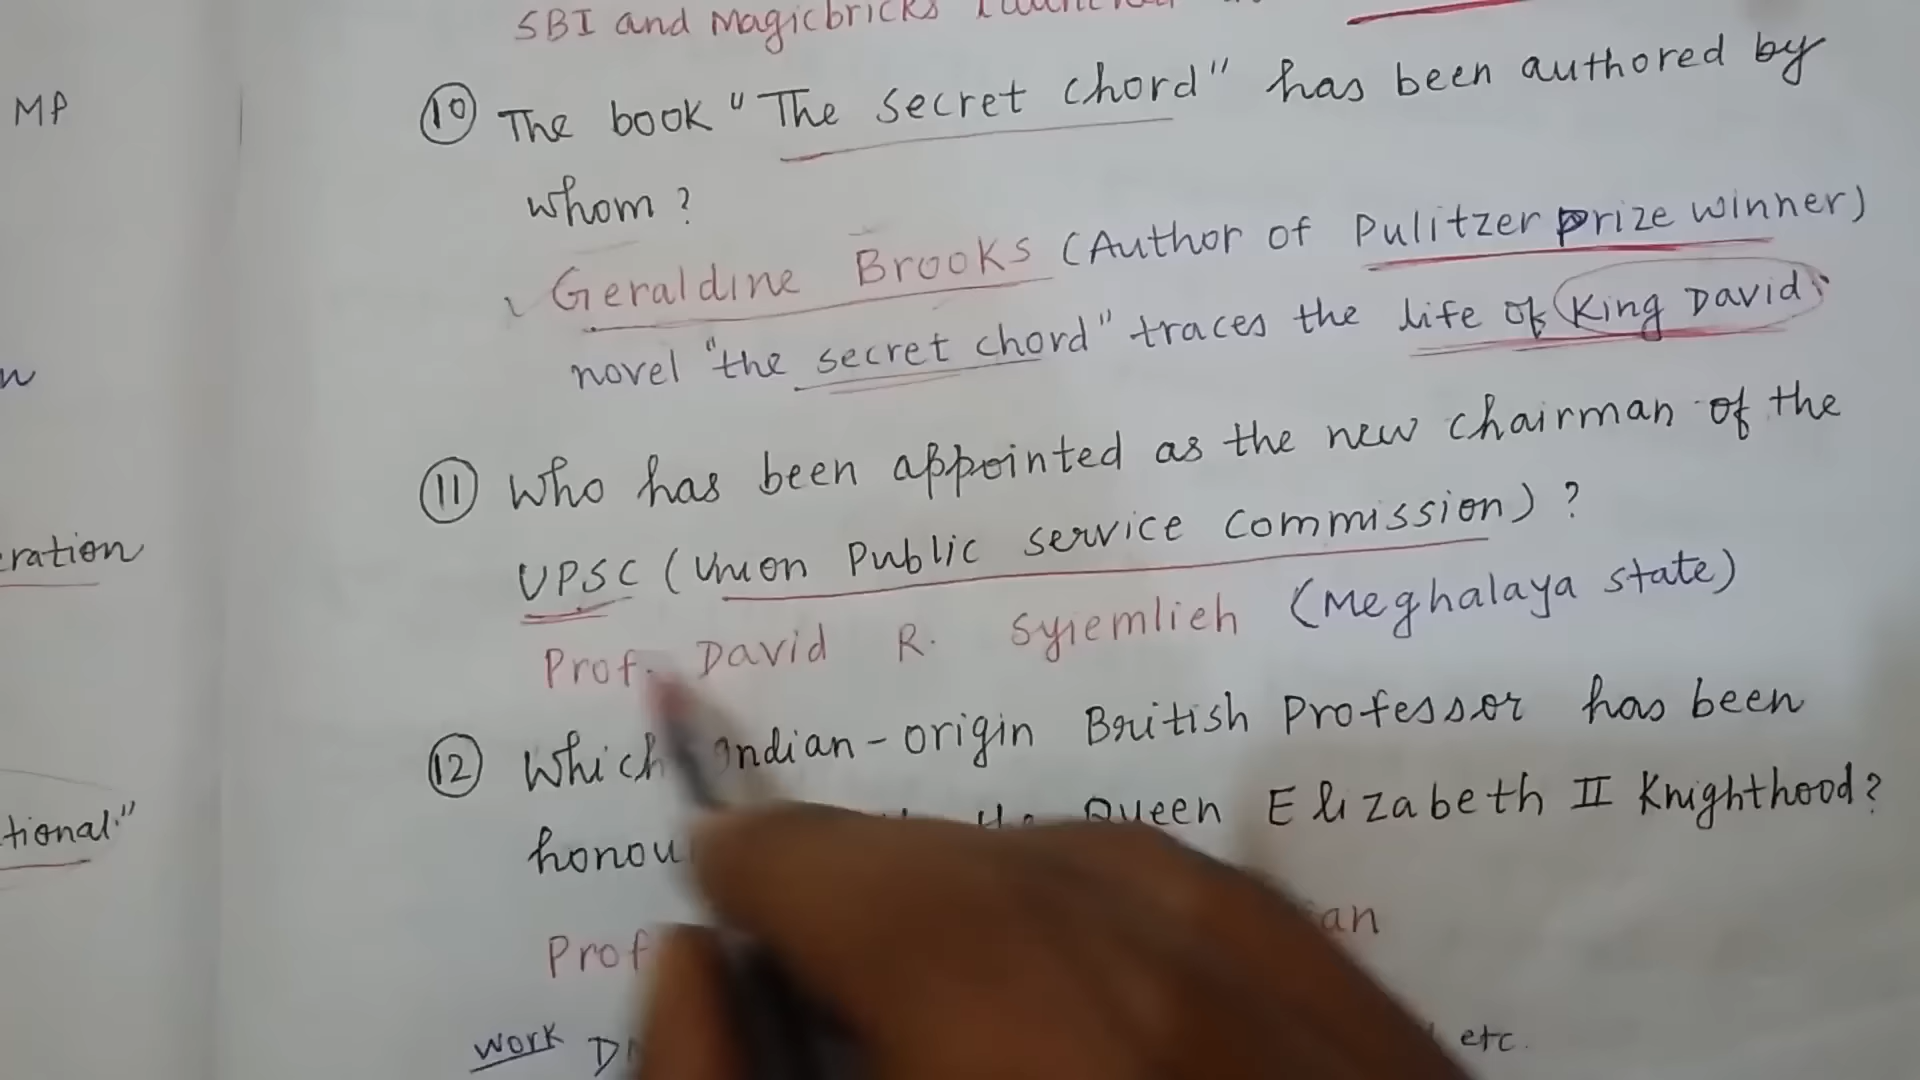 MP
ration
tional."
SBI and Magicbricks
10 The book "The secret chord" has been authored by
whom?
Geraldine Brooks (Author of Pulitzer prize winner)
novel "the secret chord" traces the life of King David.
11 Who has been appointed as the new chairman of the
UPSC (Union Public service commission)?
Prof. David R. Syiemlieh (Meghalaya state)
12 Which Indian-origin British Professor has been
honou the Queen Elizabeth II Knighthood?
Prof an
Work etc.